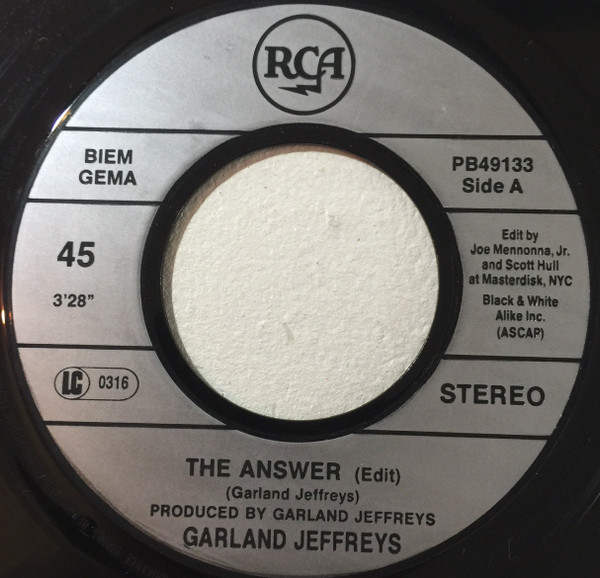 RCA
BIEM
GEMA
PB49133
Side A
45
3'28"
Edit by
Joe Mennonna, Jr.
and Scott Hull
at Masterdisk, NYC
Black & White
Alike Inc.
(ASCAP)
LC 0316
STEREO
THE ANSWER (Edit)
(Garland Jeffreys)
PRODUCED BY GARLAND JEFFREYS
GARLAND JEFFREYS